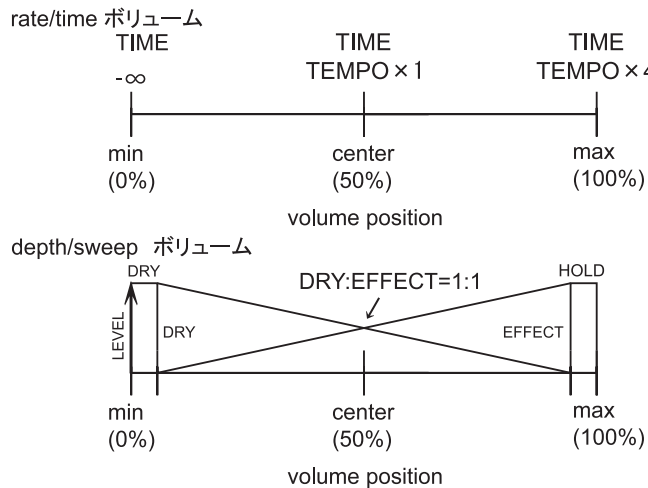 rate/time ボリューム
TIME TIME TIME
-∞ TEMPO×1 TEMPO×4
min center max
(0%) (50%) (100%)
volume position
depth/sweep ボリューム
DRY HOLD
DRY:EFFECT=1:1
LEVEL DRY EFFECT
min center max
(0%) (50%) (100%)
volume position